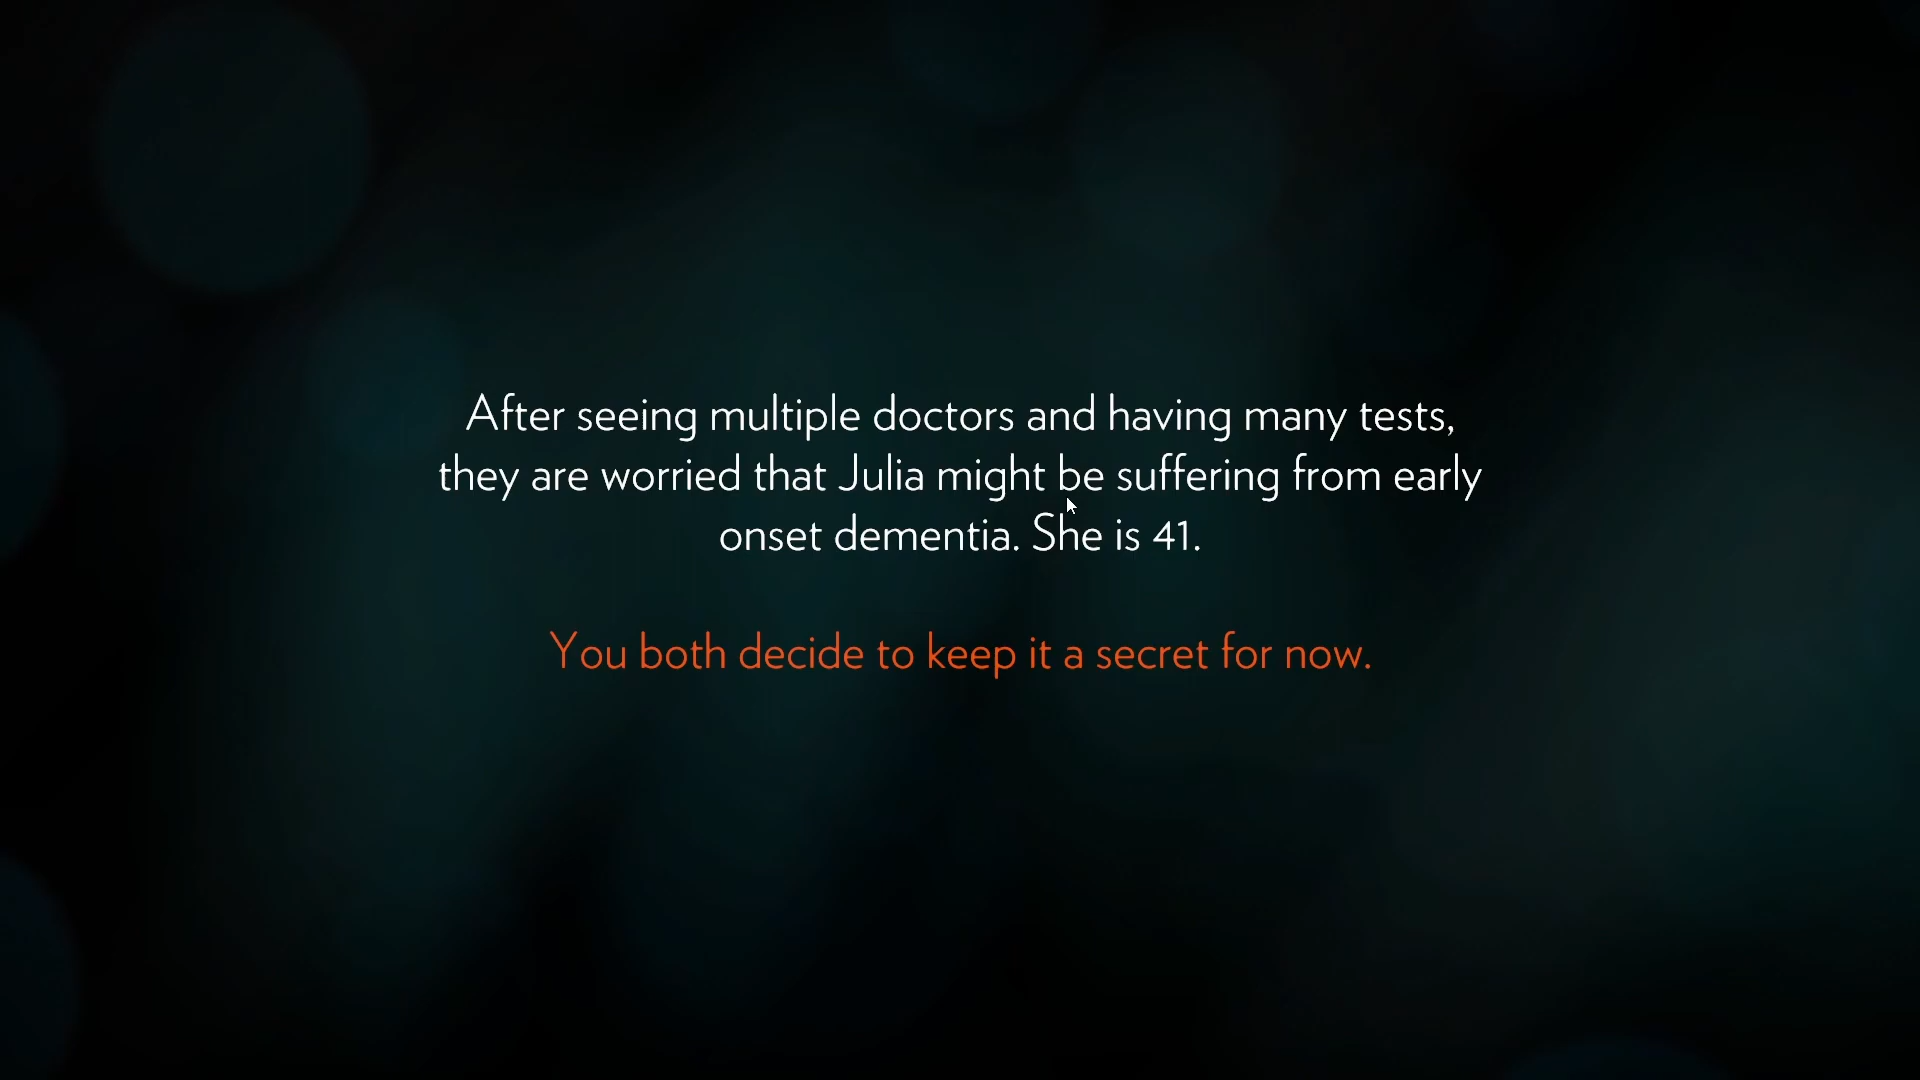 After seeing multiple doctors and having many tests,
they are worried that Julia might be suffering from early
onset dementia. She is 41.
You both decide to keep it a secret for now.